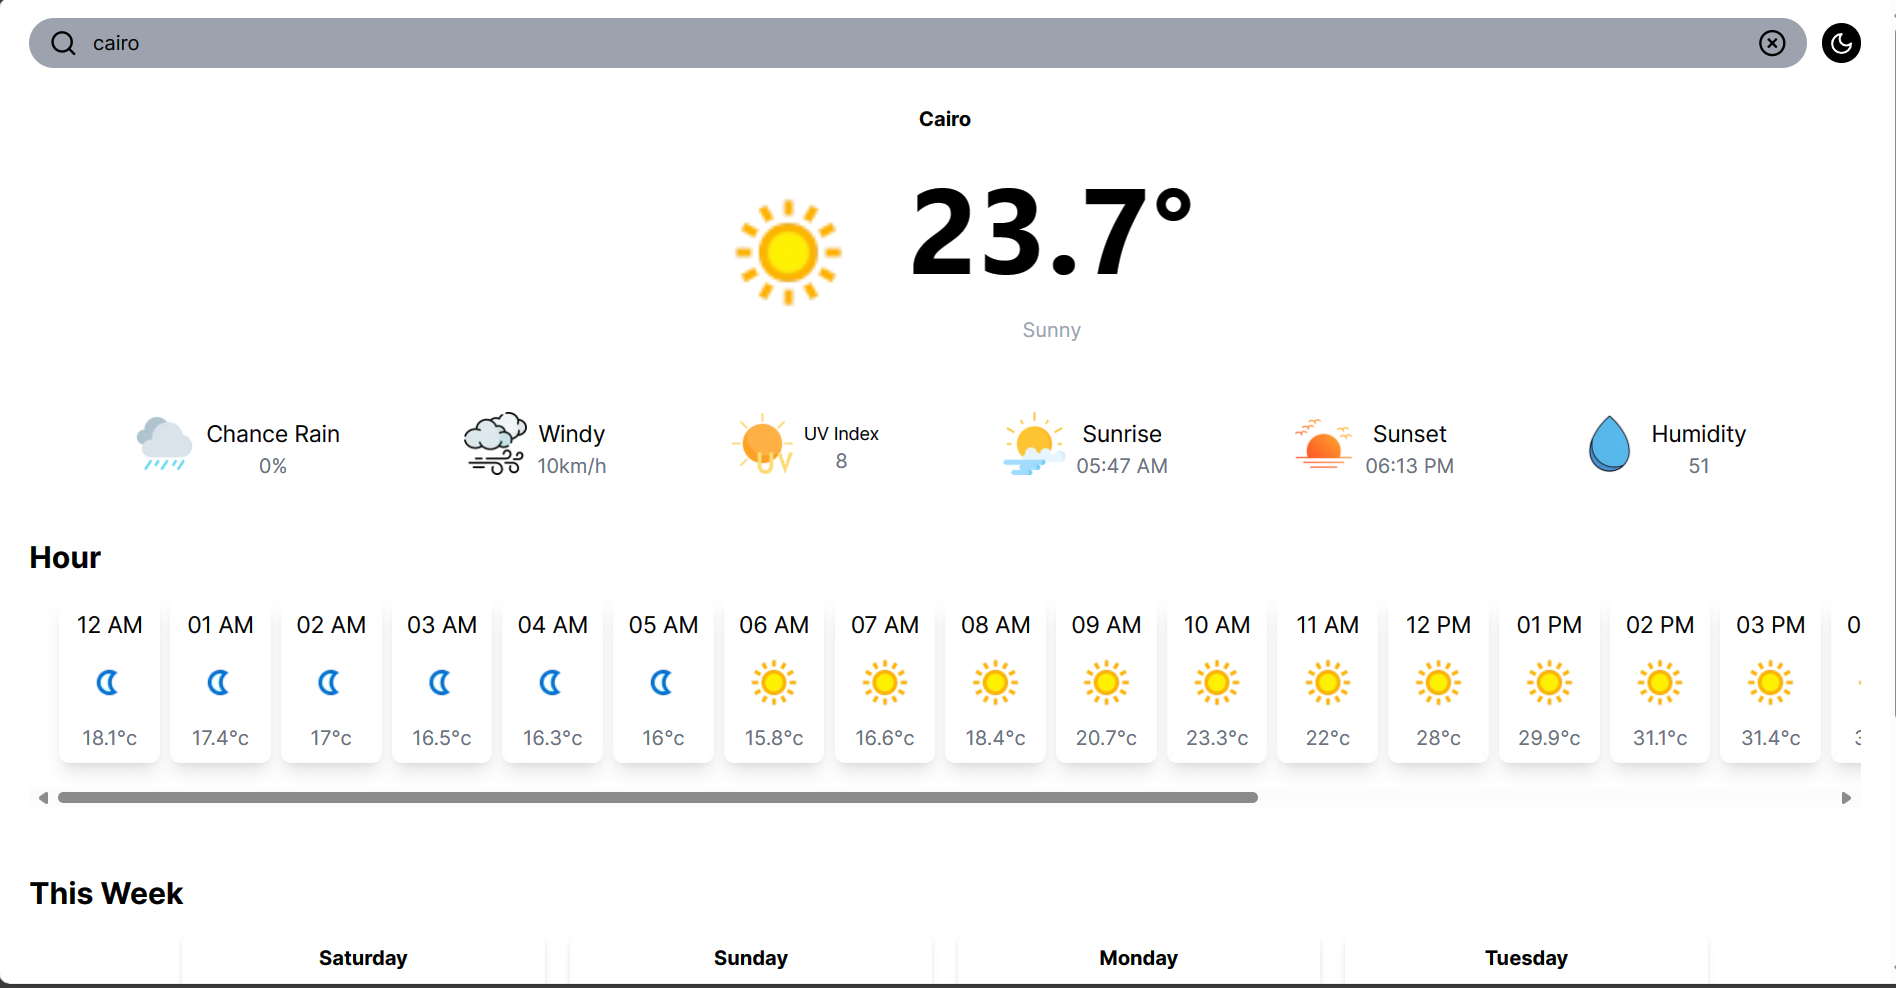 cairo
Cairo
23.7°
Sunny
Chance Rain
0%
Windy
10km/h
UV
UV Index
8
Sunrise
05:47 AM
Sunset
06:13 PM
Humidity
51
Hour
12 AM 01 AM 02 AM 03 AM 04 AM 05 AM 06 AM 07 AM 08 AM 09 AM 10 AM 11 AM 12 PM 01 PM 02 PM 03 PM
18.1°c 17.4°c 17°c 16.5°c 16.3°c 16°c 15.8°c 16.6°c 18.4°c 20.7°c 23.3°c 22°c 28°c 29.9°c 31.1°c 31.4°c
This Week
Saturday Sunday Monday Tuesday